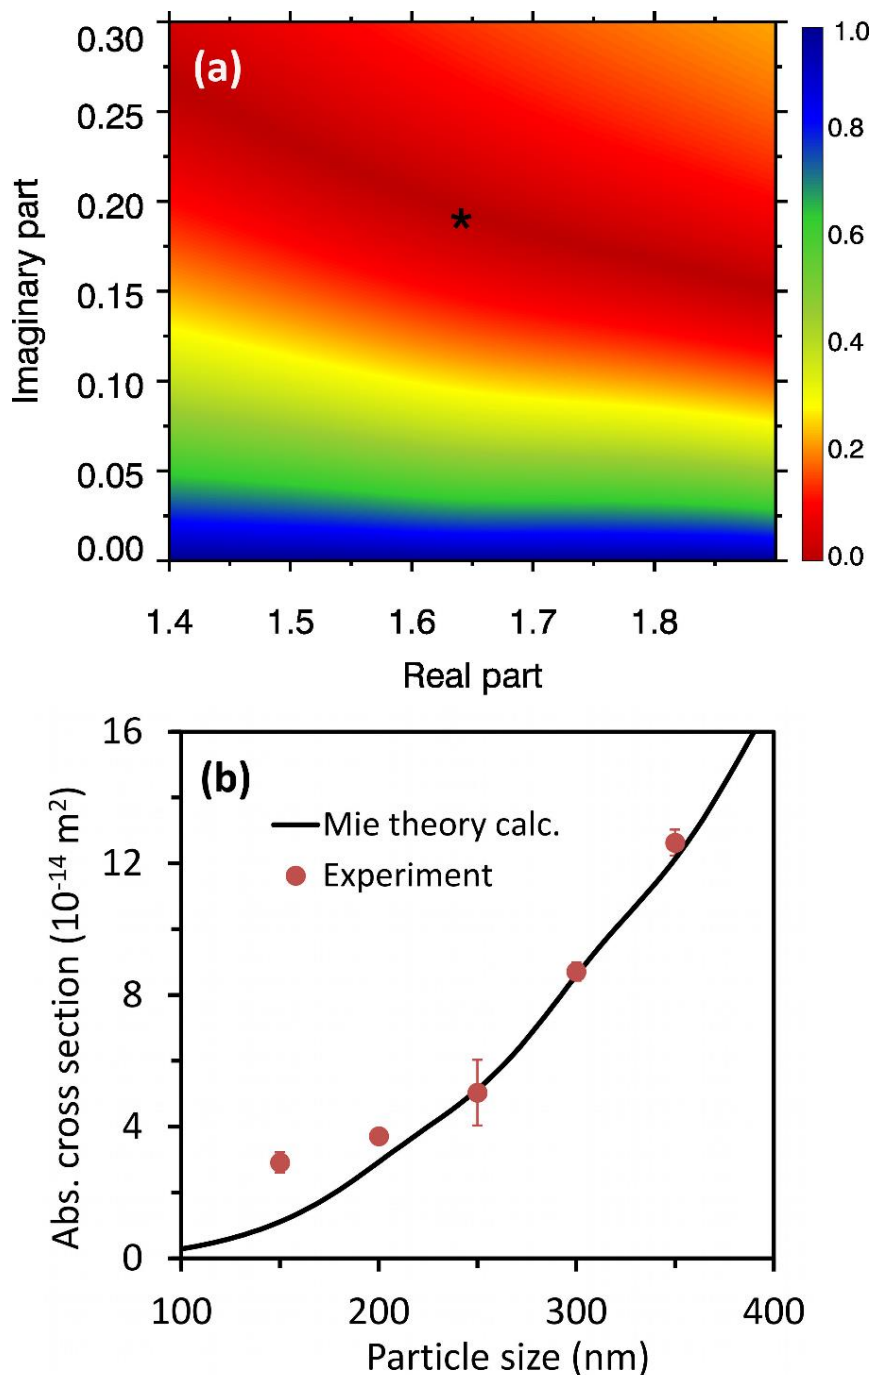 (a)
0.30
0.25
0.20
0.15
0.10
0.05
0.00
Imaginary part
*
1.4 1.5 1.6 1.7 1.8
Real part
1.0
0.8
0.6
0.4
0.2
0.0
(b)
Mie theory calc.
Experiment
16
12
8
4
0
Abs. cross section (10⁻¹⁴ m²)
100 200 300 400
Particle size (nm)